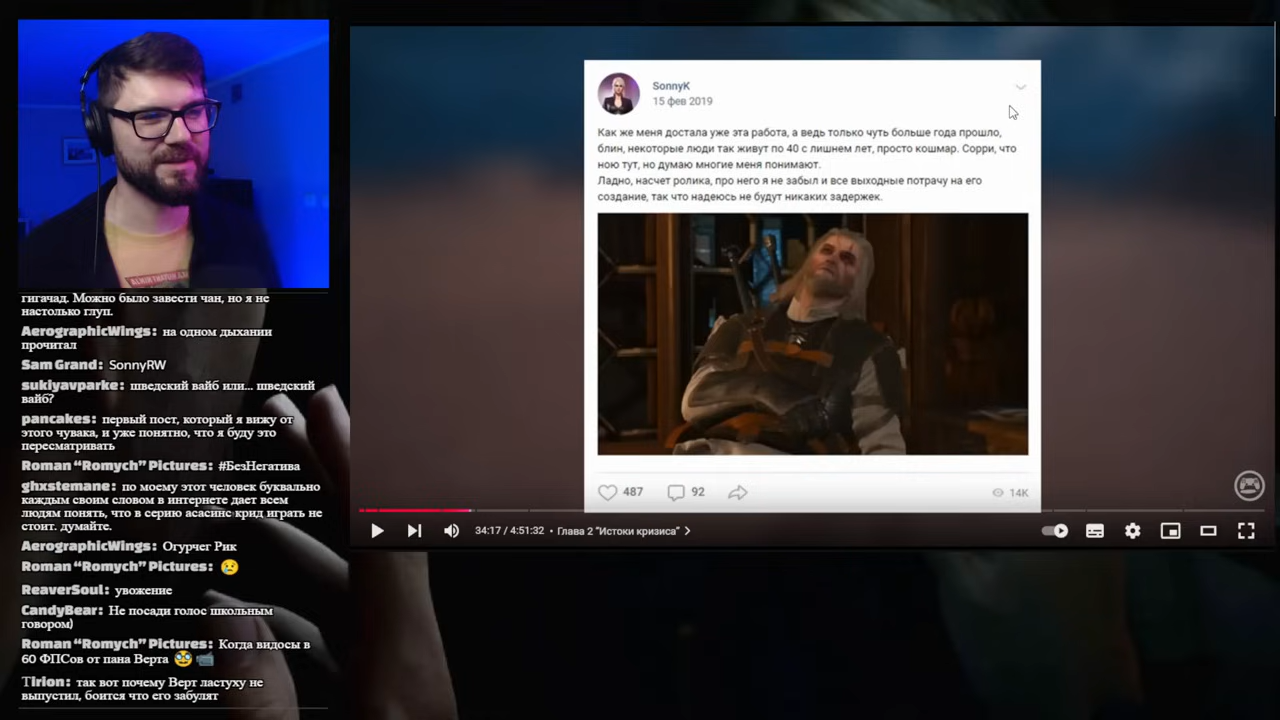 гигачад. Можно было завести чан, но я не
настолько глуп.
AerographicWings: на одном дыхании
прочитал
Sam Grand: SonnyRW
sukiyavparke: шведский вайб или... шведский
вайб?
pancakes: первый пост, который я вижу от
этого чувака, и уже понятно, что я буду это
пересматривать
Roman “Romych” Pictures: #БезНегатива
ghxstemane: по моему этот человек буквально
каждым своим словом в интернете дает всем
людям понять, что в серию асасинс крид играть не
стоит. думайте.
AerographicWings: Огурчег Рик
Roman “Romych” Pictures: 😢
ReaverSoul: увожение
CandyBear: Не посади голос школьным
говором)
Roman “Romych” Pictures: Когда видосы в
60 ФПСов от пана Верта 🥸 📹
Tirion: так вот почему Верт ластуху не
выпустил, боится что его забулят
SonnyK
15 фев 2019
Как же меня достала уже эта работа, а ведь только чуть больше года прошло,
блин, некоторые люди так живут по 40 с лишнем лет, просто кошмар. Сорри, что
ною тут, но думаю многие меня понимают.
Ладно, насчет ролика, про него я не забыл и все выходные потрачу на его
создание, так что надеюсь не будут никаких задержек.
487 92 14K
34:17 / 4:51:32 • Глава 2 “Истоки кризиса”